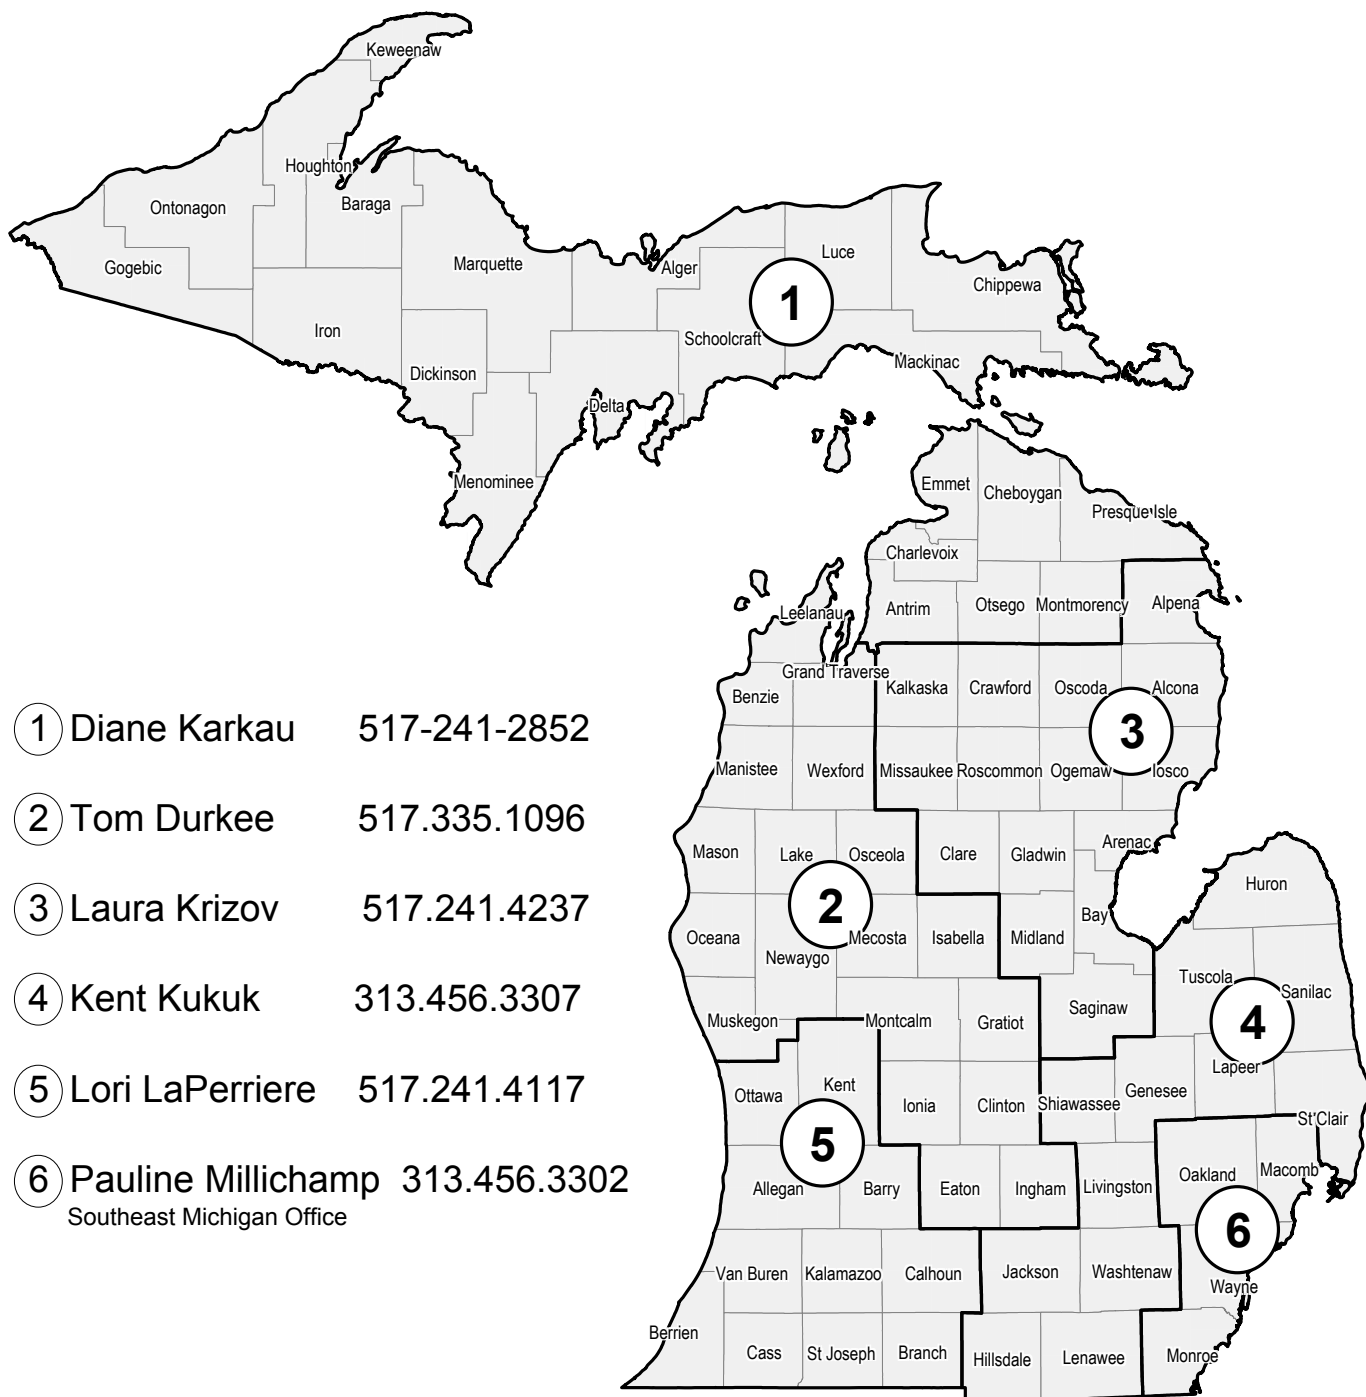 Keweenaw
Houghton
Ontonagon
Baraga
Gogebic
Marquette
Alger
Luce
Chippewa
1
Iron
Schoolcraft
Mackinac
Dickinson
Delta
Menominee
Emmet
Cheboygan
Presque Isle
Charlevoix
Leelanau
Antrim
Otsego
Montmorency
Alpena
Grand Traverse
Benzie
Kalkaska
Crawford
Oscoda
Alcona
3
Manistee
Wexford
Missaukee
Roscommon
Ogemaw
Iosco
Mason
Lake
Osceola
Clare
Gladwin
Arenac
Huron
2
Oceana
Newaygo
Mecosta
Isabella
Midland
Bay
Tuscola
Sanilac
4
Muskegon
Montcalm
Gratiot
Saginaw
Lapeer
Ottawa
Kent
Ionia
Clinton
Shiawassee
Genesee
St Clair
5
Allegan
Barry
Eaton
Ingham
Livingston
Oakland
Macomb
6
Van Buren
Kalamazoo
Calhoun
Jackson
Washtenaw
Wayne
Berrien
Cass
St Joseph
Branch
Hillsdale
Lenawee
Monroe
1 Diane Karkau 517-241-2852
2 Tom Durkee 517.335.1096
3 Laura Krizov 517.241.4237
4 Kent Kukuk 313.456.3307
5 Lori LaPerriere 517.241.4117
6 Pauline Millichamp 313.456.3302
Southeast Michigan Office